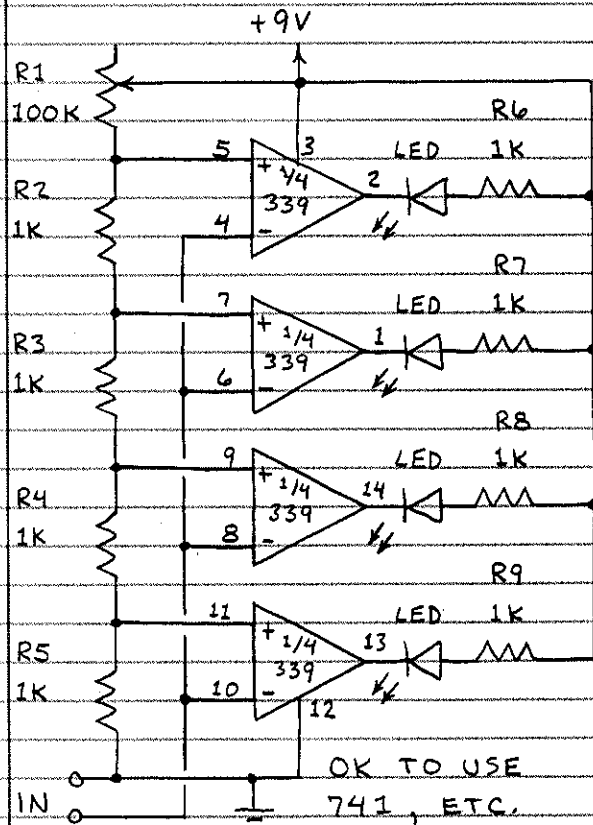 +9V
R1
100K
R6
1K
LED
5
+
3
1/4
339
2
4
-
R2
1K
R7
1K
LED
7
+
1/4
339
1
6
-
R3
1K
R8
1K
LED
9
+
1/4
339
14
8
-
R4
1K
R9
1K
LED
11
+
1/4
339
13
10
-
12
R5
1K
IN
OK TO USE
741, ETC.